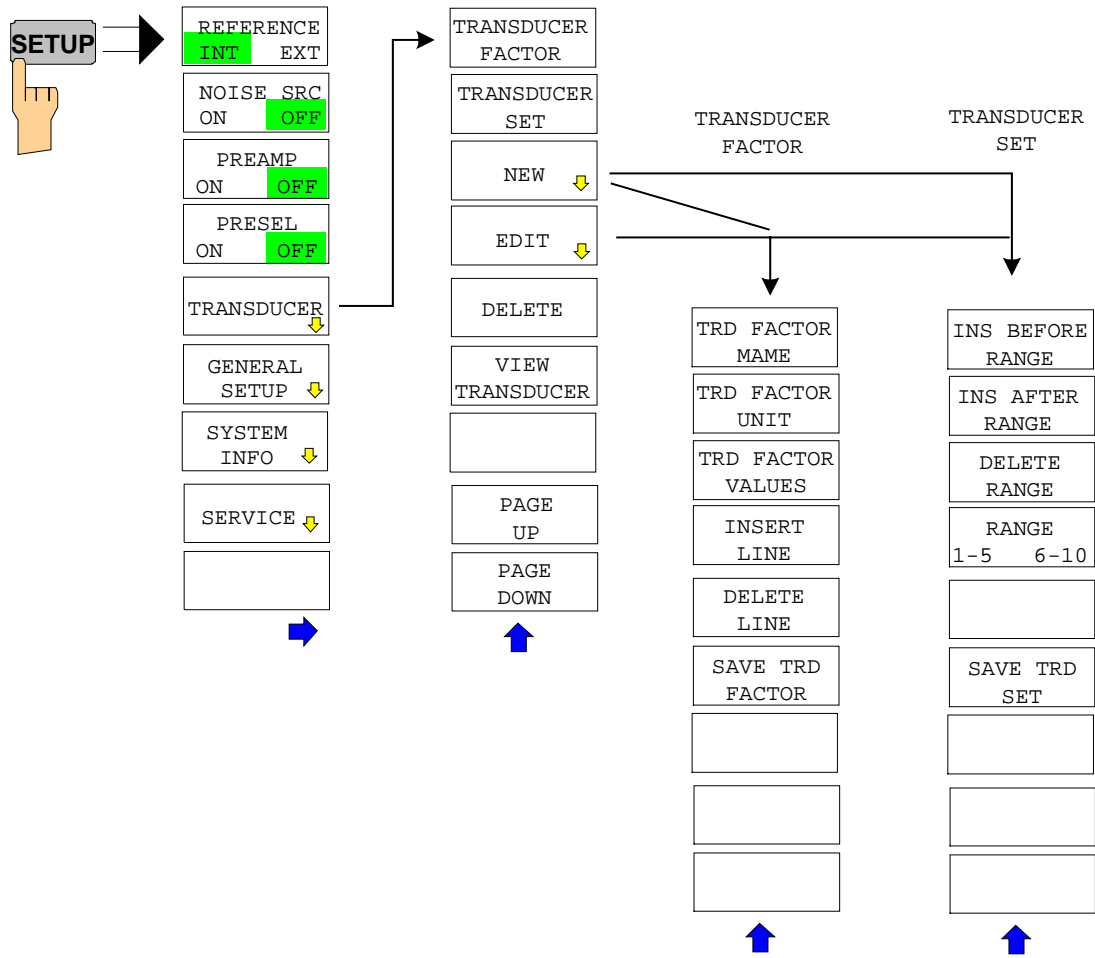 SETUP
REFERENCE
INT EXT
NOISE SRC
ON OFF
PREAMP
ON OFF
PRESEL
ON OFF
TRANSDUCER
GENERAL
SETUP
SYSTEM
INFO
SERVICE
TRANSDUCER
FACTOR
TRANSDUCER
SET
NEW
EDIT
DELETE
VIEW
TRANSDUCER
PAGE
UP
PAGE
DOWN
TRANSDUCER
FACTOR
TRD FACTOR
MAME
TRD FACTOR
UNIT
TRD FACTOR
VALUES
INSERT
LINE
DELETE
LINE
SAVE TRD
FACTOR
TRANSDUCER
SET
INS BEFORE
RANGE
INS AFTER
RANGE
DELETE
RANGE
RANGE
1-5 6-10
SAVE TRD
SET